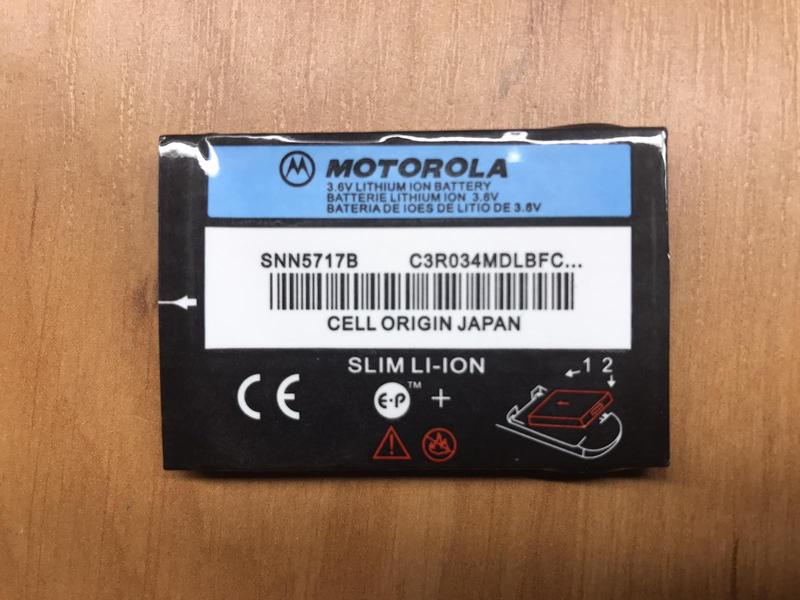 MOTOROLA
3.6V LITHIUM ION BATTERY
BATTERIE LITHIUM ION 3.6V
BATERIA DE IOES DE LITIO DE 3.6V
SNN5717B C3R034MDLBFC...
CELL ORIGIN JAPAN
SLIM LI-ION
CE E·P™ +
1 2